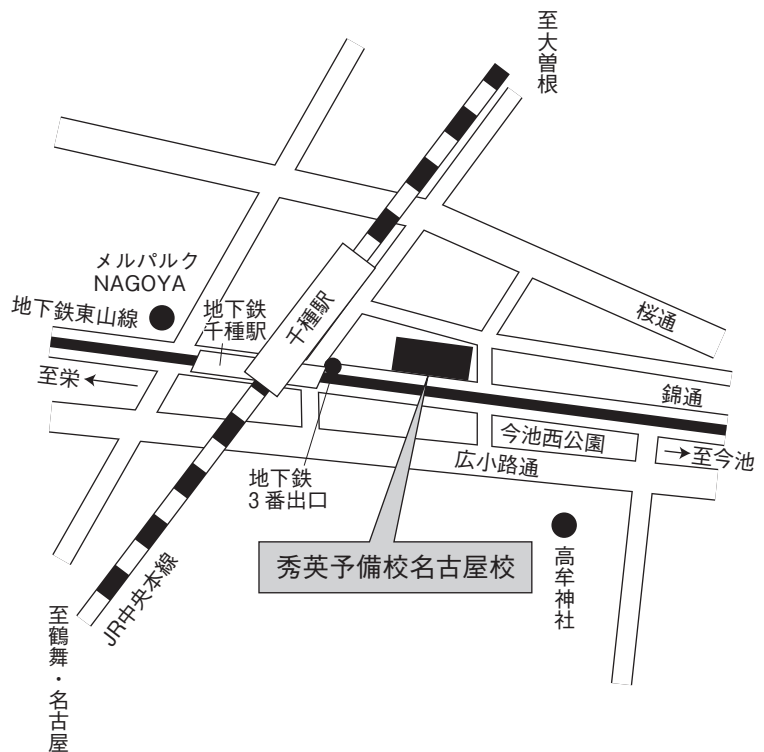 至大曽根
メルパルク
NAGOYA
地下鉄東山線
地下鉄
千種駅
千種駅
桜通
至栄←
錦通
今池西公園
→至今池
広小路通
地下鉄
3番出口
秀英予備校名古屋校
高牟神社
JR中央本線
至鶴舞・名古屋